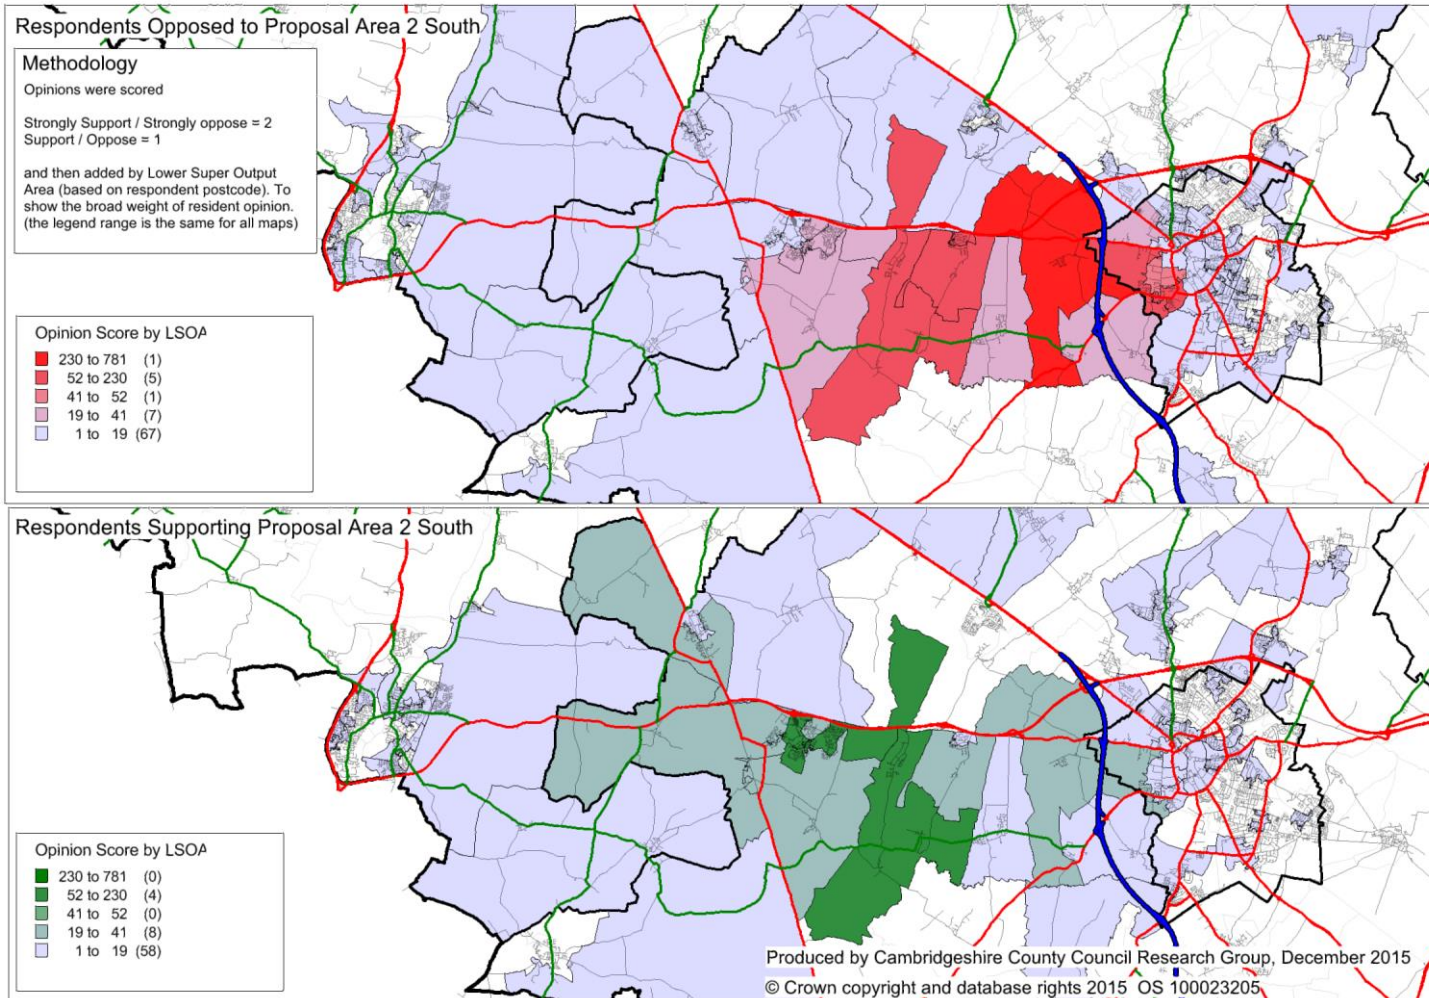 Respondents Opposed to Proposal Area 2 South
Methodology
Opinions were scored
Strongly Support / Strongly oppose = 2
Support / Oppose = 1
and then added by Lower Super Output
Area (based on respondent postcode). To
show the broad weight of resident opinion.
(the legend range is the same for all maps)
Opinion Score by LSOA
230 to 781 (1)
52 to 230 (5)
41 to 52 (1)
19 to 41 (7)
1 to 19 (67)
Respondents Supporting Proposal Area 2 South
Opinion Score by LSOA
230 to 781 (0)
52 to 230 (4)
41 to 52 (0)
19 to 41 (8)
1 to 19 (58)
Produced by Cambridgeshire County Council Research Group, December 2015
© Crown copyright and database rights 2015 OS 100023205